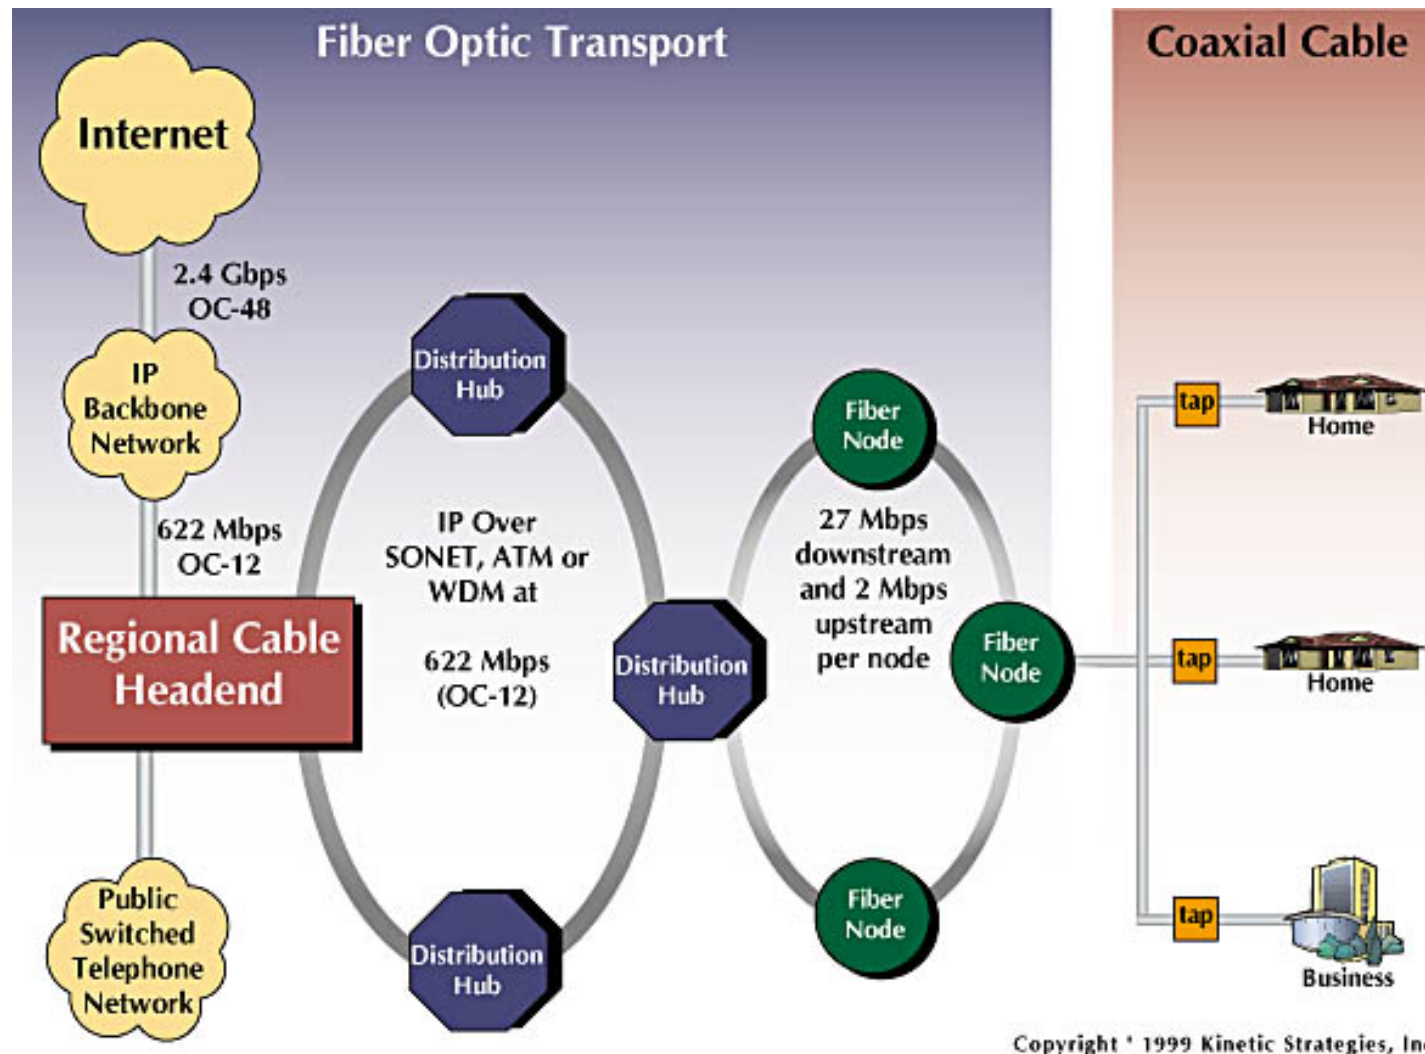 Fiber Optic Transport
Coaxial Cable
Internet
2.4 Gbps
OC-48
IP
Backbone
Network
622 Mbps
OC-12
Regional Cable
Headend
Public
Switched
Telephone
Network
Distribution
Hub
IP Over
SONET, ATM or
WDM at
622 Mbps
(OC-12)
Distribution
Hub
Distribution
Hub
Fiber
Node
27 Mbps
downstream
and 2 Mbps
upstream
per node
Fiber
Node
Fiber
Node
tap
Home
tap
Home
tap
Business
Copyright ' 1999 Kinetic Strategies, Inc